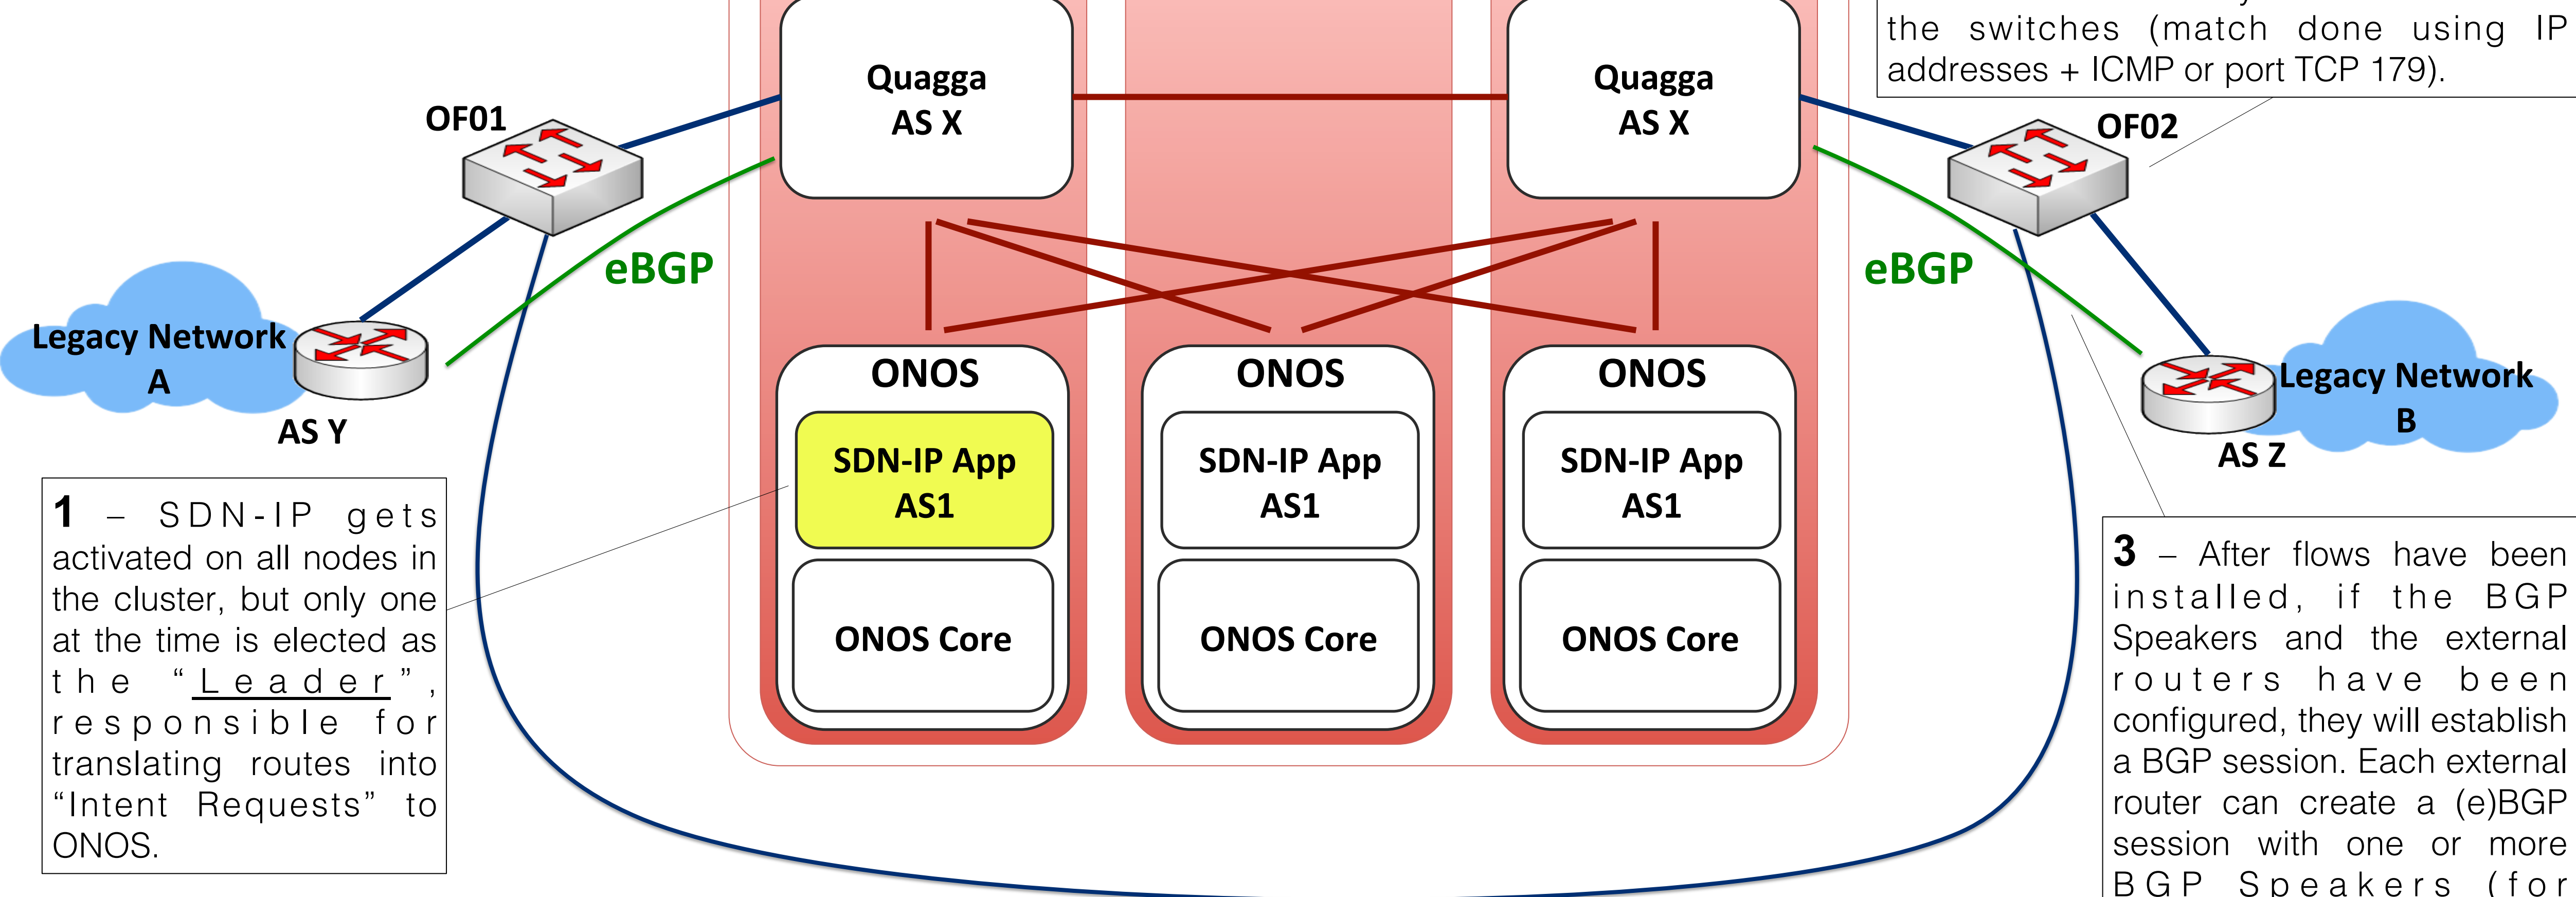 the switches (match done using IP
addresses + ICMP or port TCP 179).
Quagga
AS X
Quagga
AS X
OF01
OF02
eBGP
eBGP
Legacy Network
A
AS Y
Legacy Network
B
AS Z
ONOS
SDN-IP App
AS1
ONOS Core
ONOS
SDN-IP App
AS1
ONOS Core
ONOS
SDN-IP App
AS1
ONOS Core
1 – SDN-IP gets
activated on all nodes in
the cluster, but only one
at the time is elected as
the “Leader”,
responsible for
translating routes into
“Intent Requests” to
ONOS.
3 – After flows have been
installed, if the BGP
Speakers and the external
routers have been
configured, they will establish
a BGP session. Each external
router can create a (e)BGP
session with one or more
BGP Speakers (for